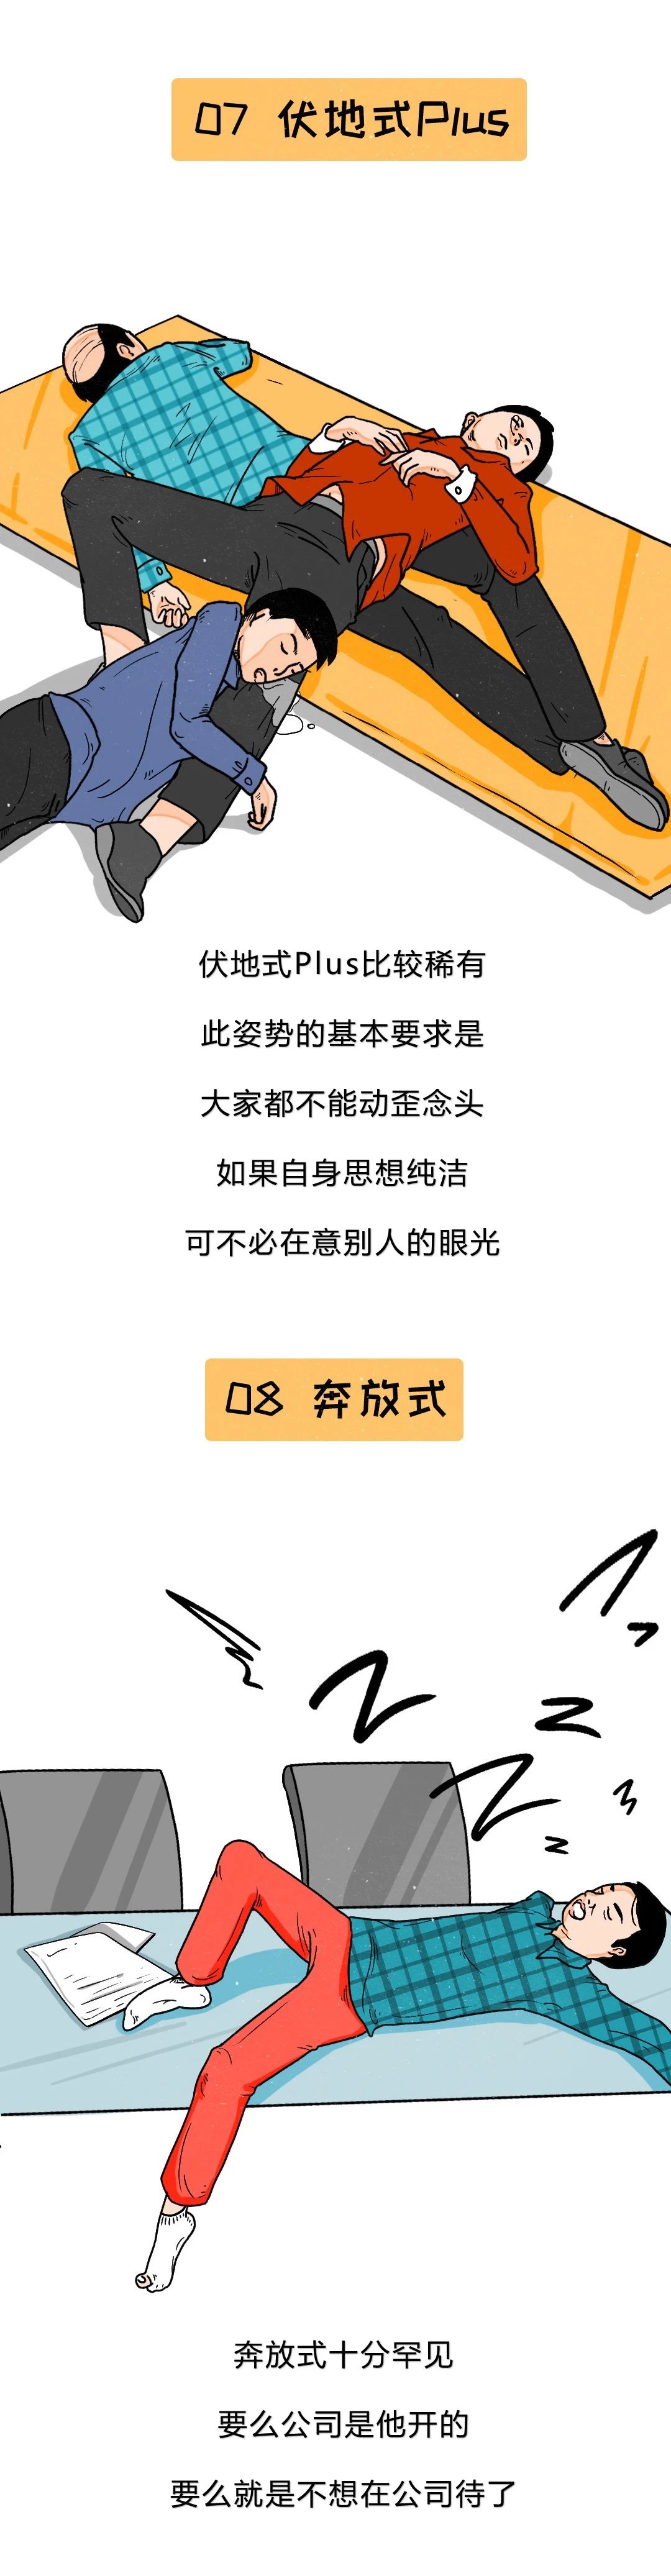 07 伏地式Plus
伏地式Plus比较稀有
此姿势的基本要求是
大家都不能动歪念头
如果自身思想纯洁
可不必在意别人的眼光
08 奔放式
奔放式十分罕见
要么公司是他开的
要么就是不想在公司待了